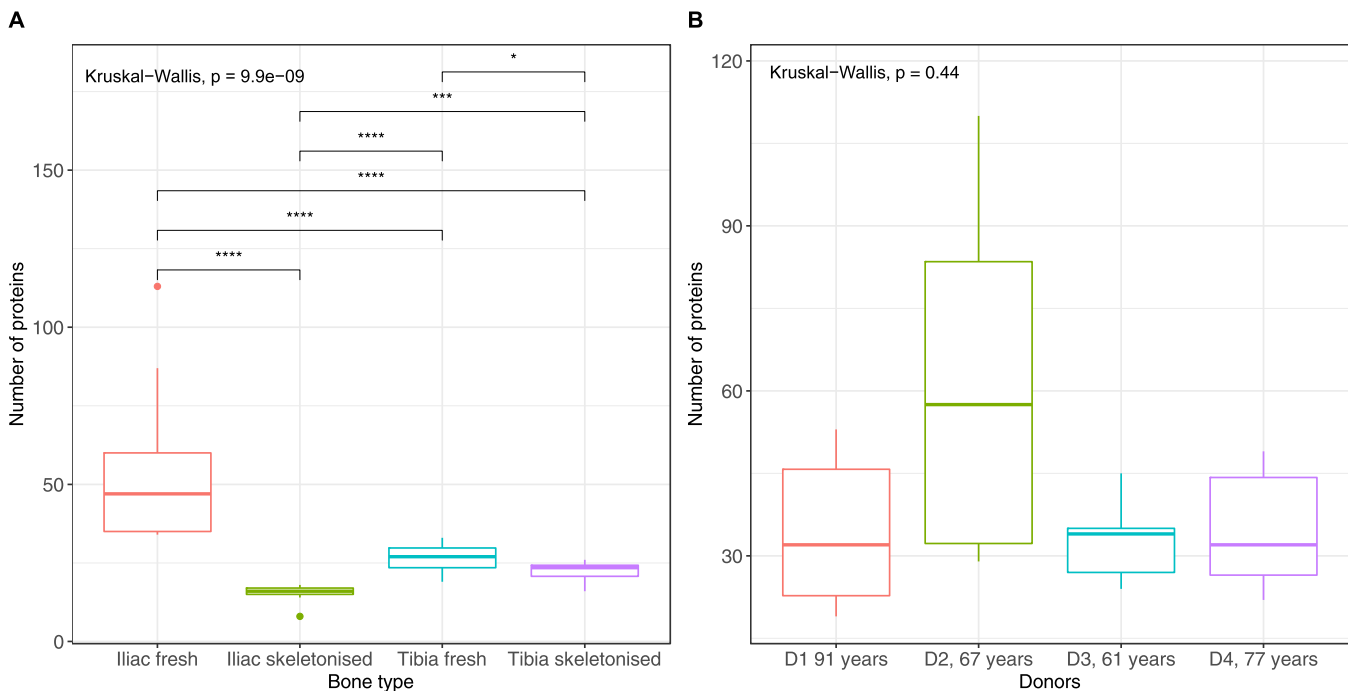 A
Kruskal−Wallis, p = 9.9e−09
*
***
****
****
****
****
150
100
50
0
Number of proteins
Iliac fresh
Iliac skeletonised
Tibia fresh
Tibia skeletonised
Bone type
B
Kruskal−Wallis, p = 0.44
120
90
60
30
Number of proteins
D1 91 years
D2, 67 years
D3, 61 years
D4, 77 years
Donors